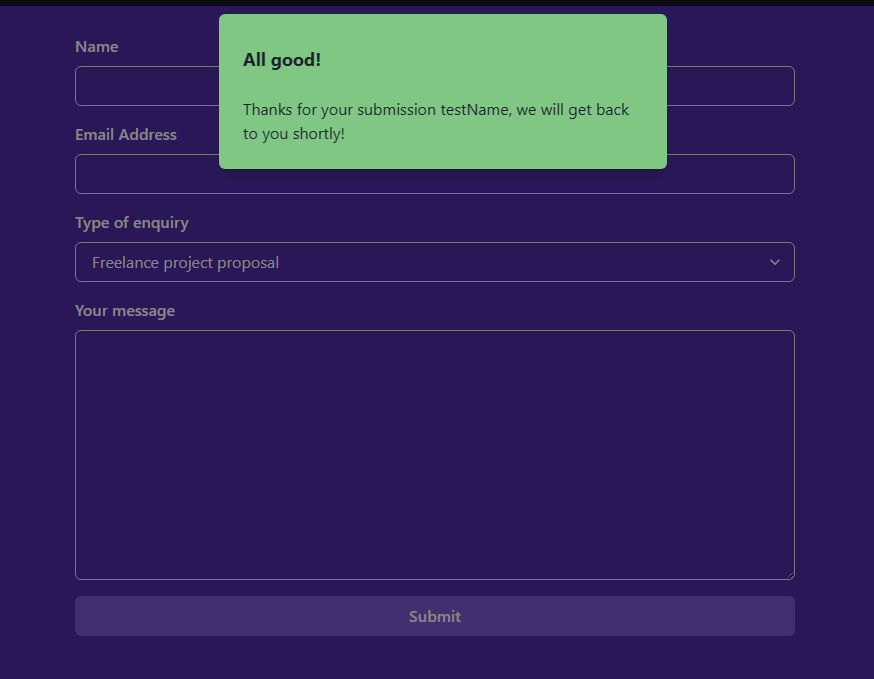 Name
All good!
Thanks for your submission testName, we will get back
to you shortly!
Email Address
Type of enquiry
Freelance project proposal
Your message
Submit